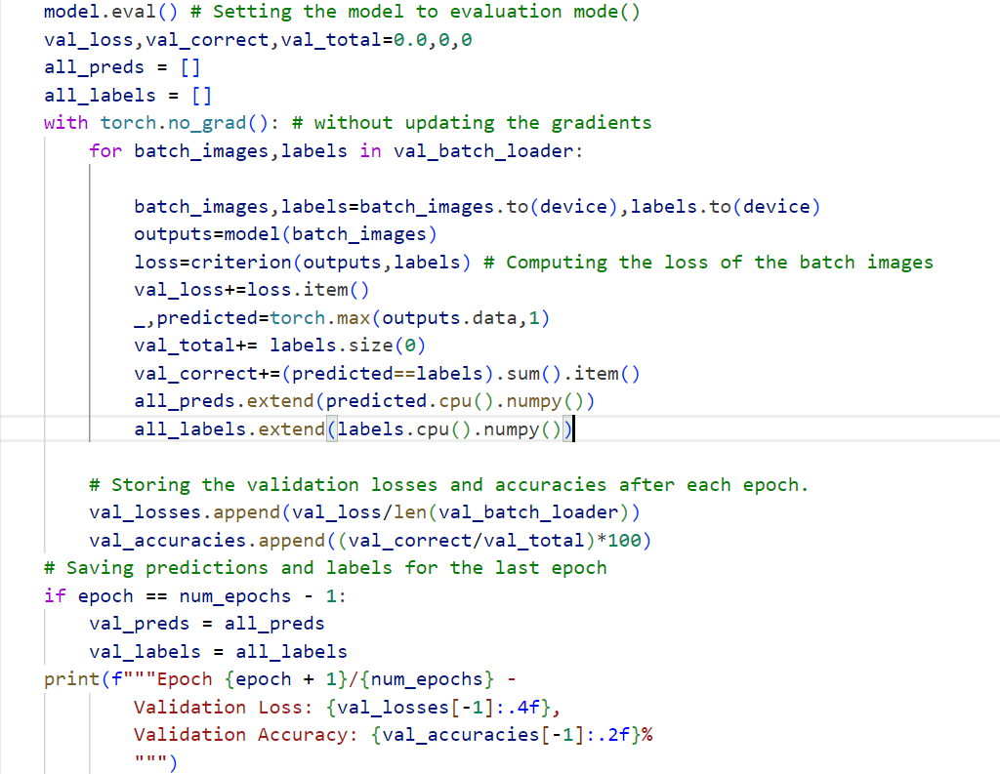 model.eval() # Setting the model to evaluation mode()
val_loss,val_correct,val_total=0.0,0,0
all_preds = []
all_labels = []
with torch.no_grad(): # without updating the gradients
    for batch_images,labels in val_batch_loader:

        batch_images,labels=batch_images.to(device),labels.to(device)
        outputs=model(batch_images)
        loss=criterion(outputs,labels) # Computing the loss of the batch images
        val_loss+=loss.item()
        _,predicted=torch.max(outputs.data,1)
        val_total+= labels.size(0)
        val_correct+=(predicted==labels).sum().item()
        all_preds.extend(predicted.cpu().numpy())
        all_labels.extend(labels.cpu().numpy())

    # Storing the validation losses and accuracies after each epoch.
    val_losses.append(val_loss/len(val_batch_loader))
    val_accuracies.append((val_correct/val_total)*100)
# Saving predictions and labels for the last epoch
if epoch == num_epochs - 1:
    val_preds = all_preds
    val_labels = all_labels
print(f"""Epoch {epoch + 1}/{num_epochs} -
        Validation Loss: {val_losses[-1]:.4f},
        Validation Accuracy: {val_accuracies[-1]:.2f}%
        """)